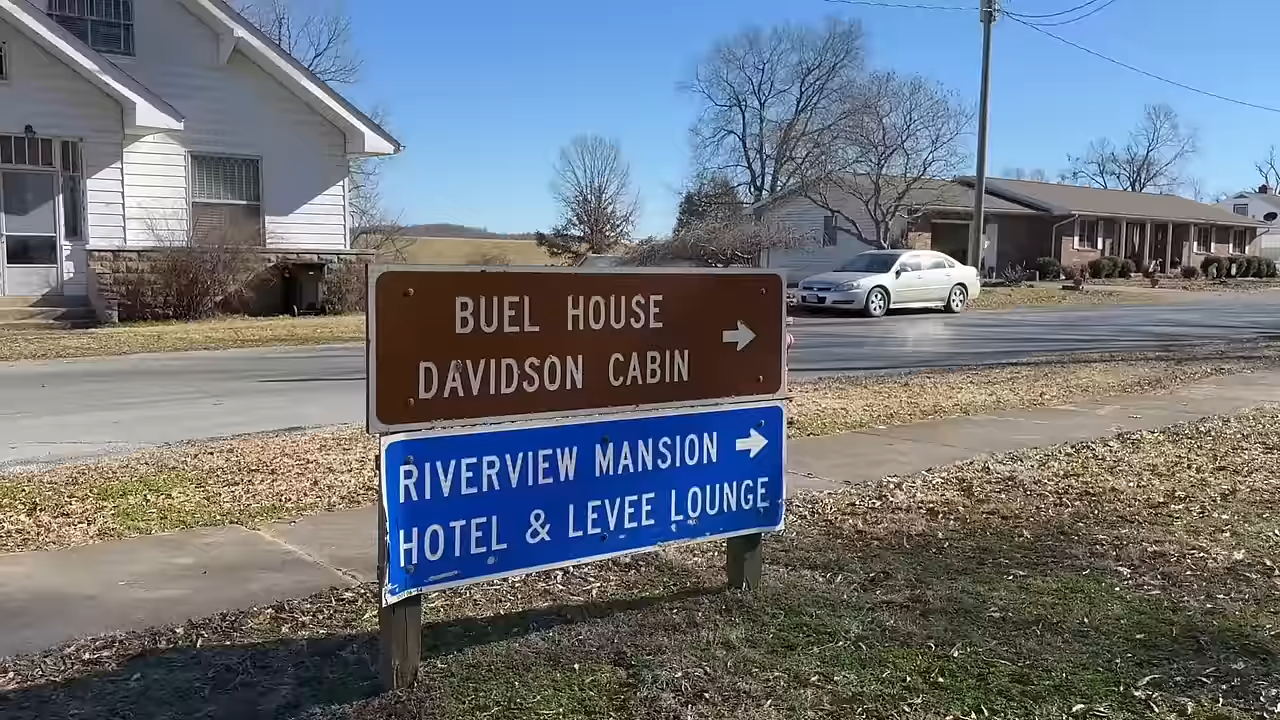 BUEL HOUSE
DAVIDSON CABIN
RIVERVIEW MANSION
HOTEL & LEVEE LOUNGE